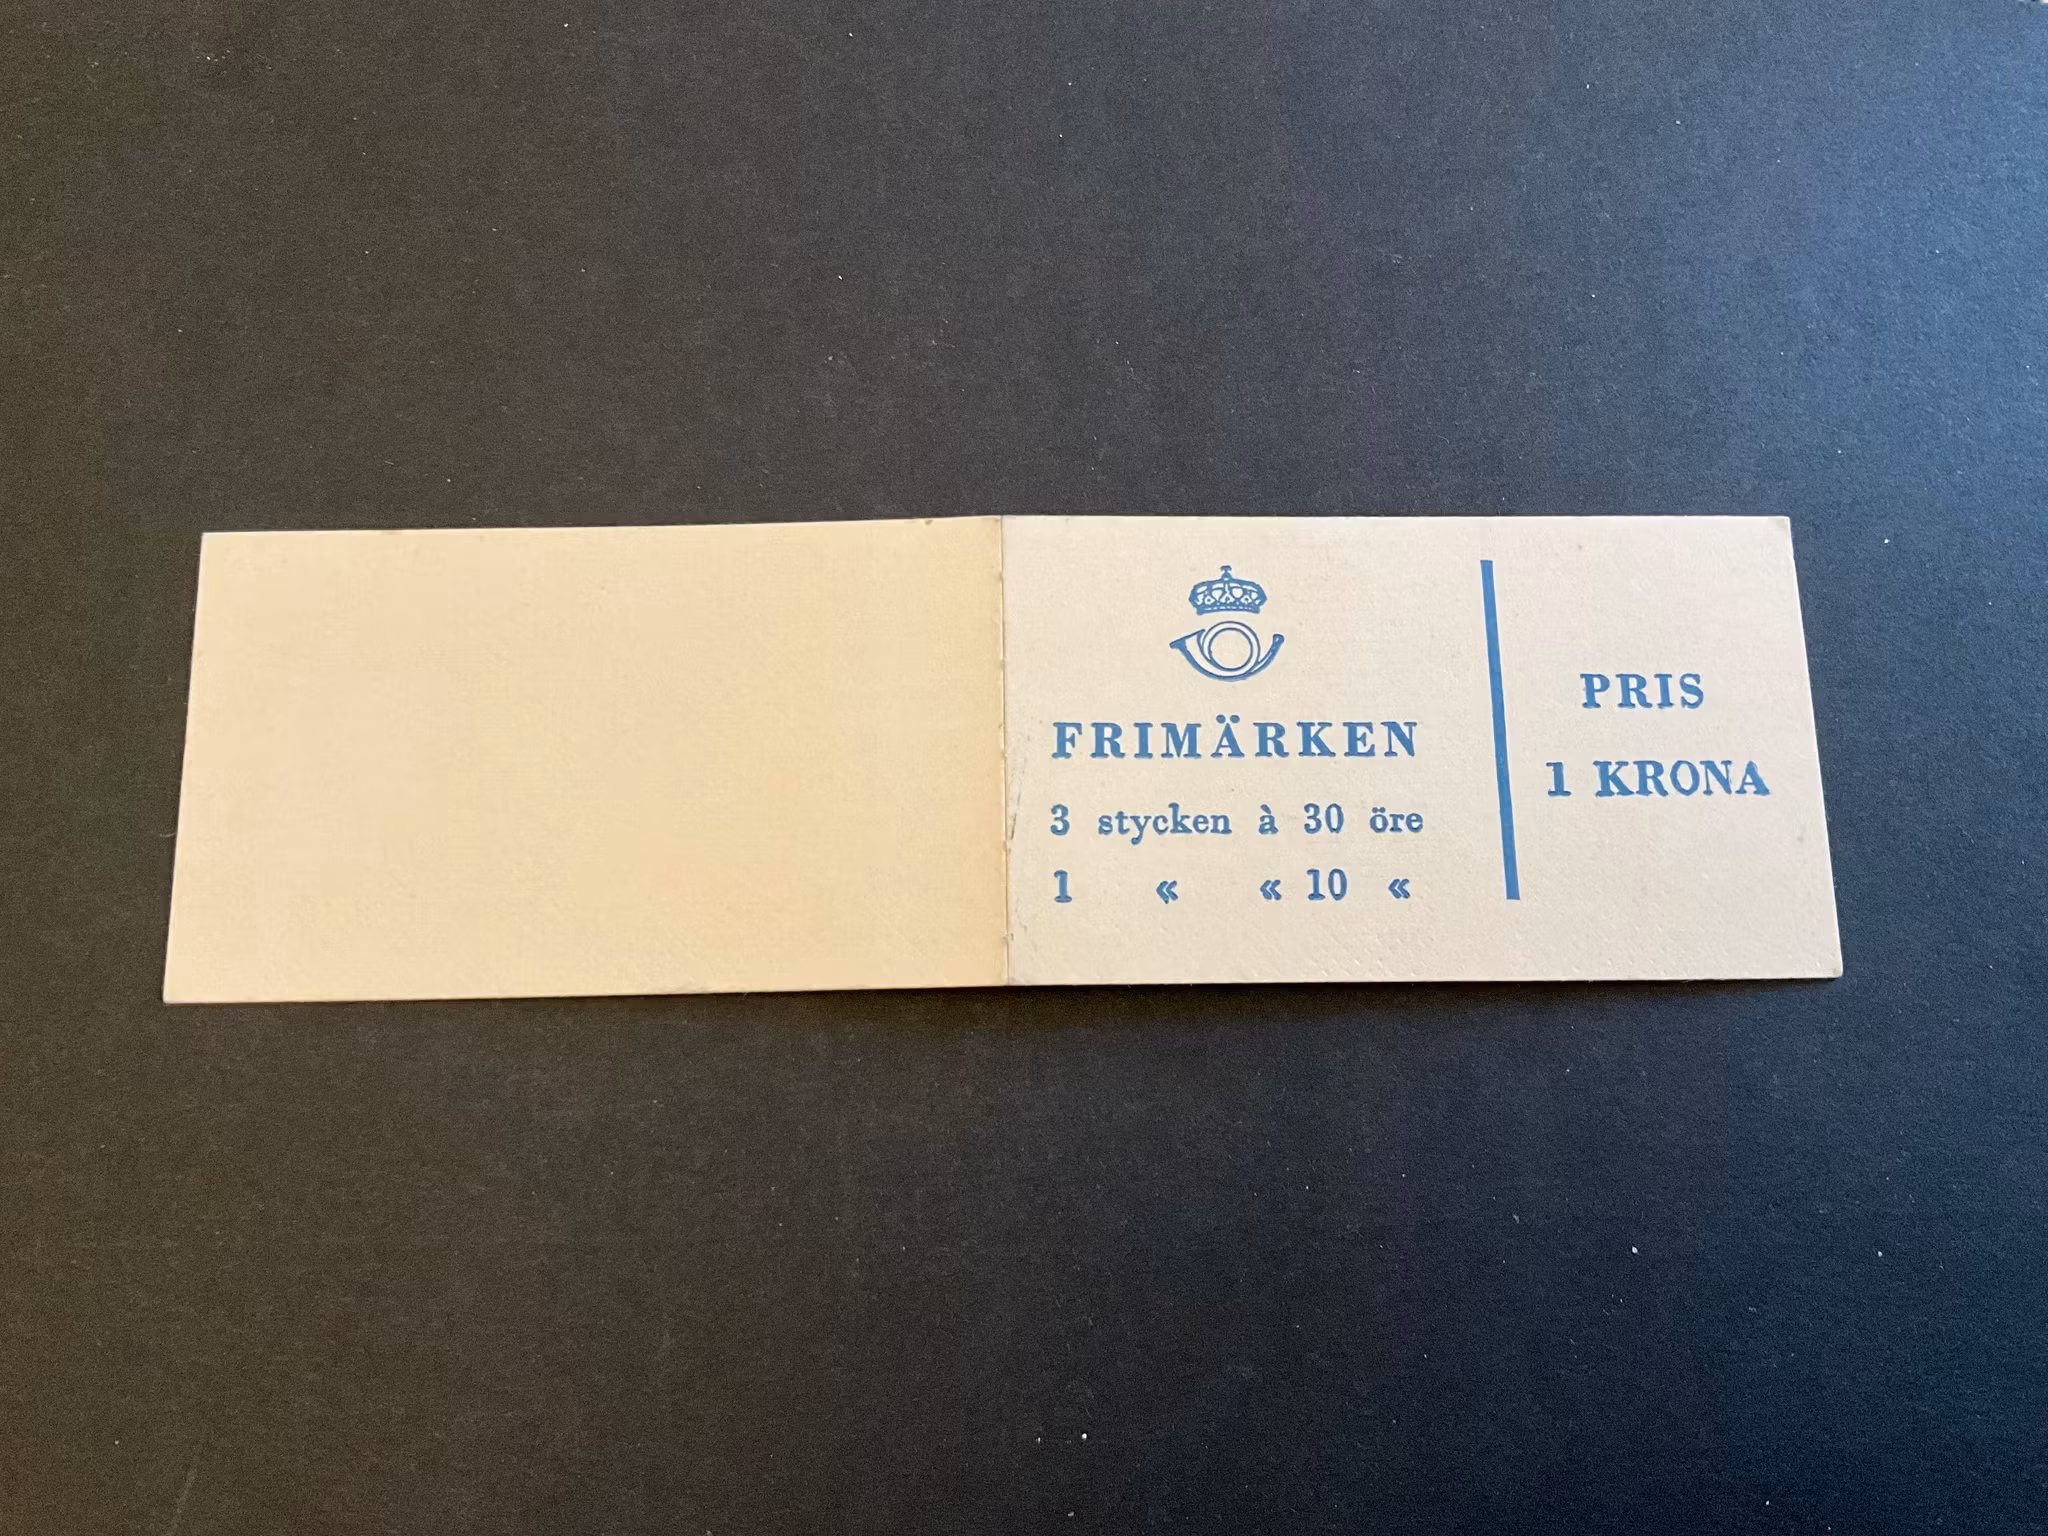 FRIMÄRKEN
3 stycken à 30 öre
1 « « 10 «
PRIS
1 KRONA